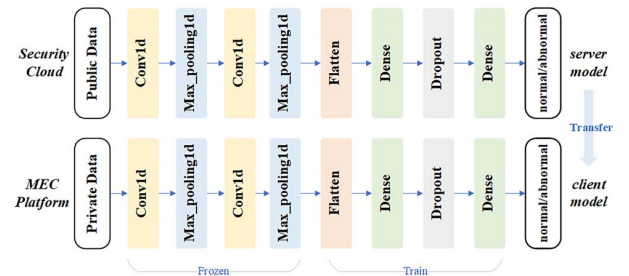 Security
Cloud
Public Data
Conv1d
Max_pooling1d
Conv1d
Max_pooling1d
Flatten
Dense
Dropout
Dense
normal/abnormal
server
model
Transfer
MEC
Platform
Private Data
Conv1d
Max_pooling1d
Conv1d
Max_pooling1d
Flatten
Dense
Dropout
Dense
normal/abnormal
client
model
Frozen
Train